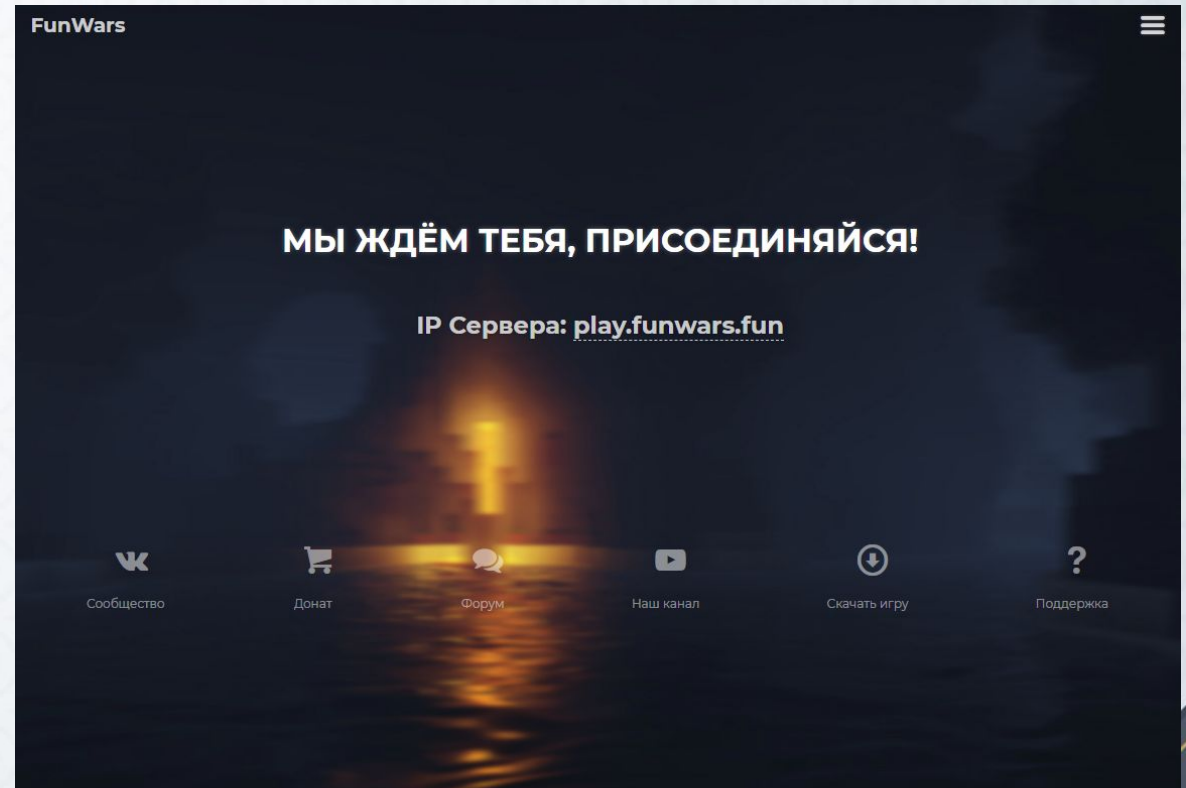 FunWars
МЫ ЖДЁМ ТЕБЯ, ПРИСОЕДИНЯЙСЯ!
IP Сервера: play.funwars.fun
Сообщество
Донат
Форум
Наш канал
Скачать игру
Поддержка